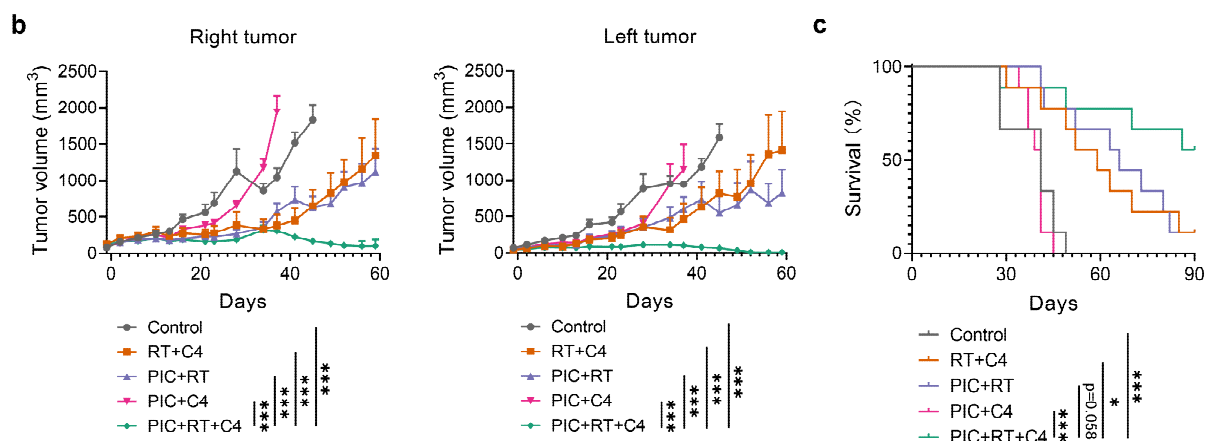 b
Right tumor
Left tumor
c
Tumor volume (mm³)
2500
2000
1500
1000
500
0
0
20
40
60
Days
Control
RT+C4
PIC+RT
PIC+C4
PIC+RT+C4
***
***
***
***
Tumor volume (mm³)
2500
2000
1500
1000
500
0
0
20
40
60
Days
Control
RT+C4
PIC+RT
PIC+C4
PIC+RT+C4
***
***
***
***
Survival (%)
100
50
0
0
30
60
90
Days
Control
RT+C4
PIC+RT
PIC+C4
PIC+RT+C4
***
p=0.058
*
***